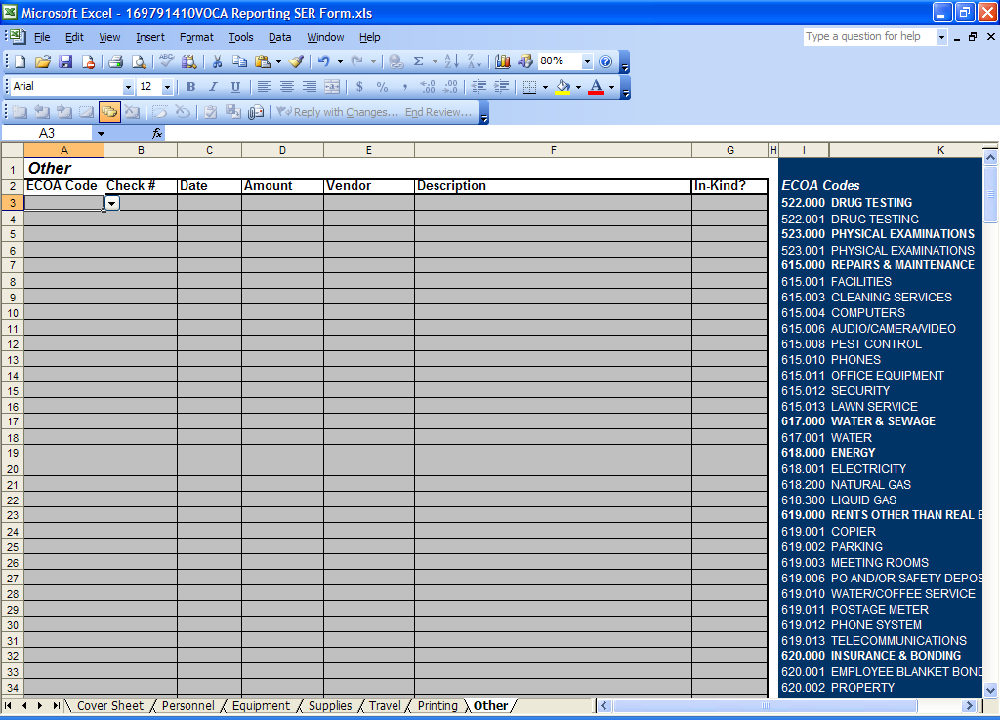 Microsoft Excel - 169791410VOCA Reporting SER Form.xls
File Edit View Insert Format Tools Data Window Help Type a question for help
80%
Arial 12 B I U $ % ,
Reply with Changes... End Review...
A3 fx
A B C D E F G H I K
1 Other
2 ECOA Code Check # Date Amount Vendor Description In-Kind? ECOA Codes
3 522.000 DRUG TESTING
4 522.001 DRUG TESTING
5 523.000 PHYSICAL EXAMINATIONS
6 523.001 PHYSICAL EXAMINATIONS
7 615.000 REPAIRS & MAINTENANCE
8 615.001 FACILITIES
9 615.003 CLEANING SERVICES
10 615.004 COMPUTERS
11 615.006 AUDIO/CAMERA/VIDEO
12 615.008 PEST CONTROL
13 615.010 PHONES
14 615.011 OFFICE EQUIPMENT
15 615.012 SECURITY
16 615.013 LAWN SERVICE
17 617.000 WATER & SEWAGE
18 617.001 WATER
19 618.000 ENERGY
20 618.001 ELECTRICITY
21 618.200 NATURAL GAS
22 618.300 LIQUID GAS
23 619.000 RENTS OTHER THAN REAL E
24 619.001 COPIER
25 619.002 PARKING
26 619.003 MEETING ROOMS
27 619.006 PO AND/OR SAFETY DEPOS
28 619.010 WATER/COFFEE SERVICE
29 619.011 POSTAGE METER
30 619.012 PHONE SYSTEM
31 619.013 TELECOMMUNICATIONS
32 620.000 INSURANCE & BONDING
33 620.001 EMPLOYEE BLANKET BOND
34 620.002 PROPERTY
Cover Sheet Personnel Equipment Supplies Travel Printing Other